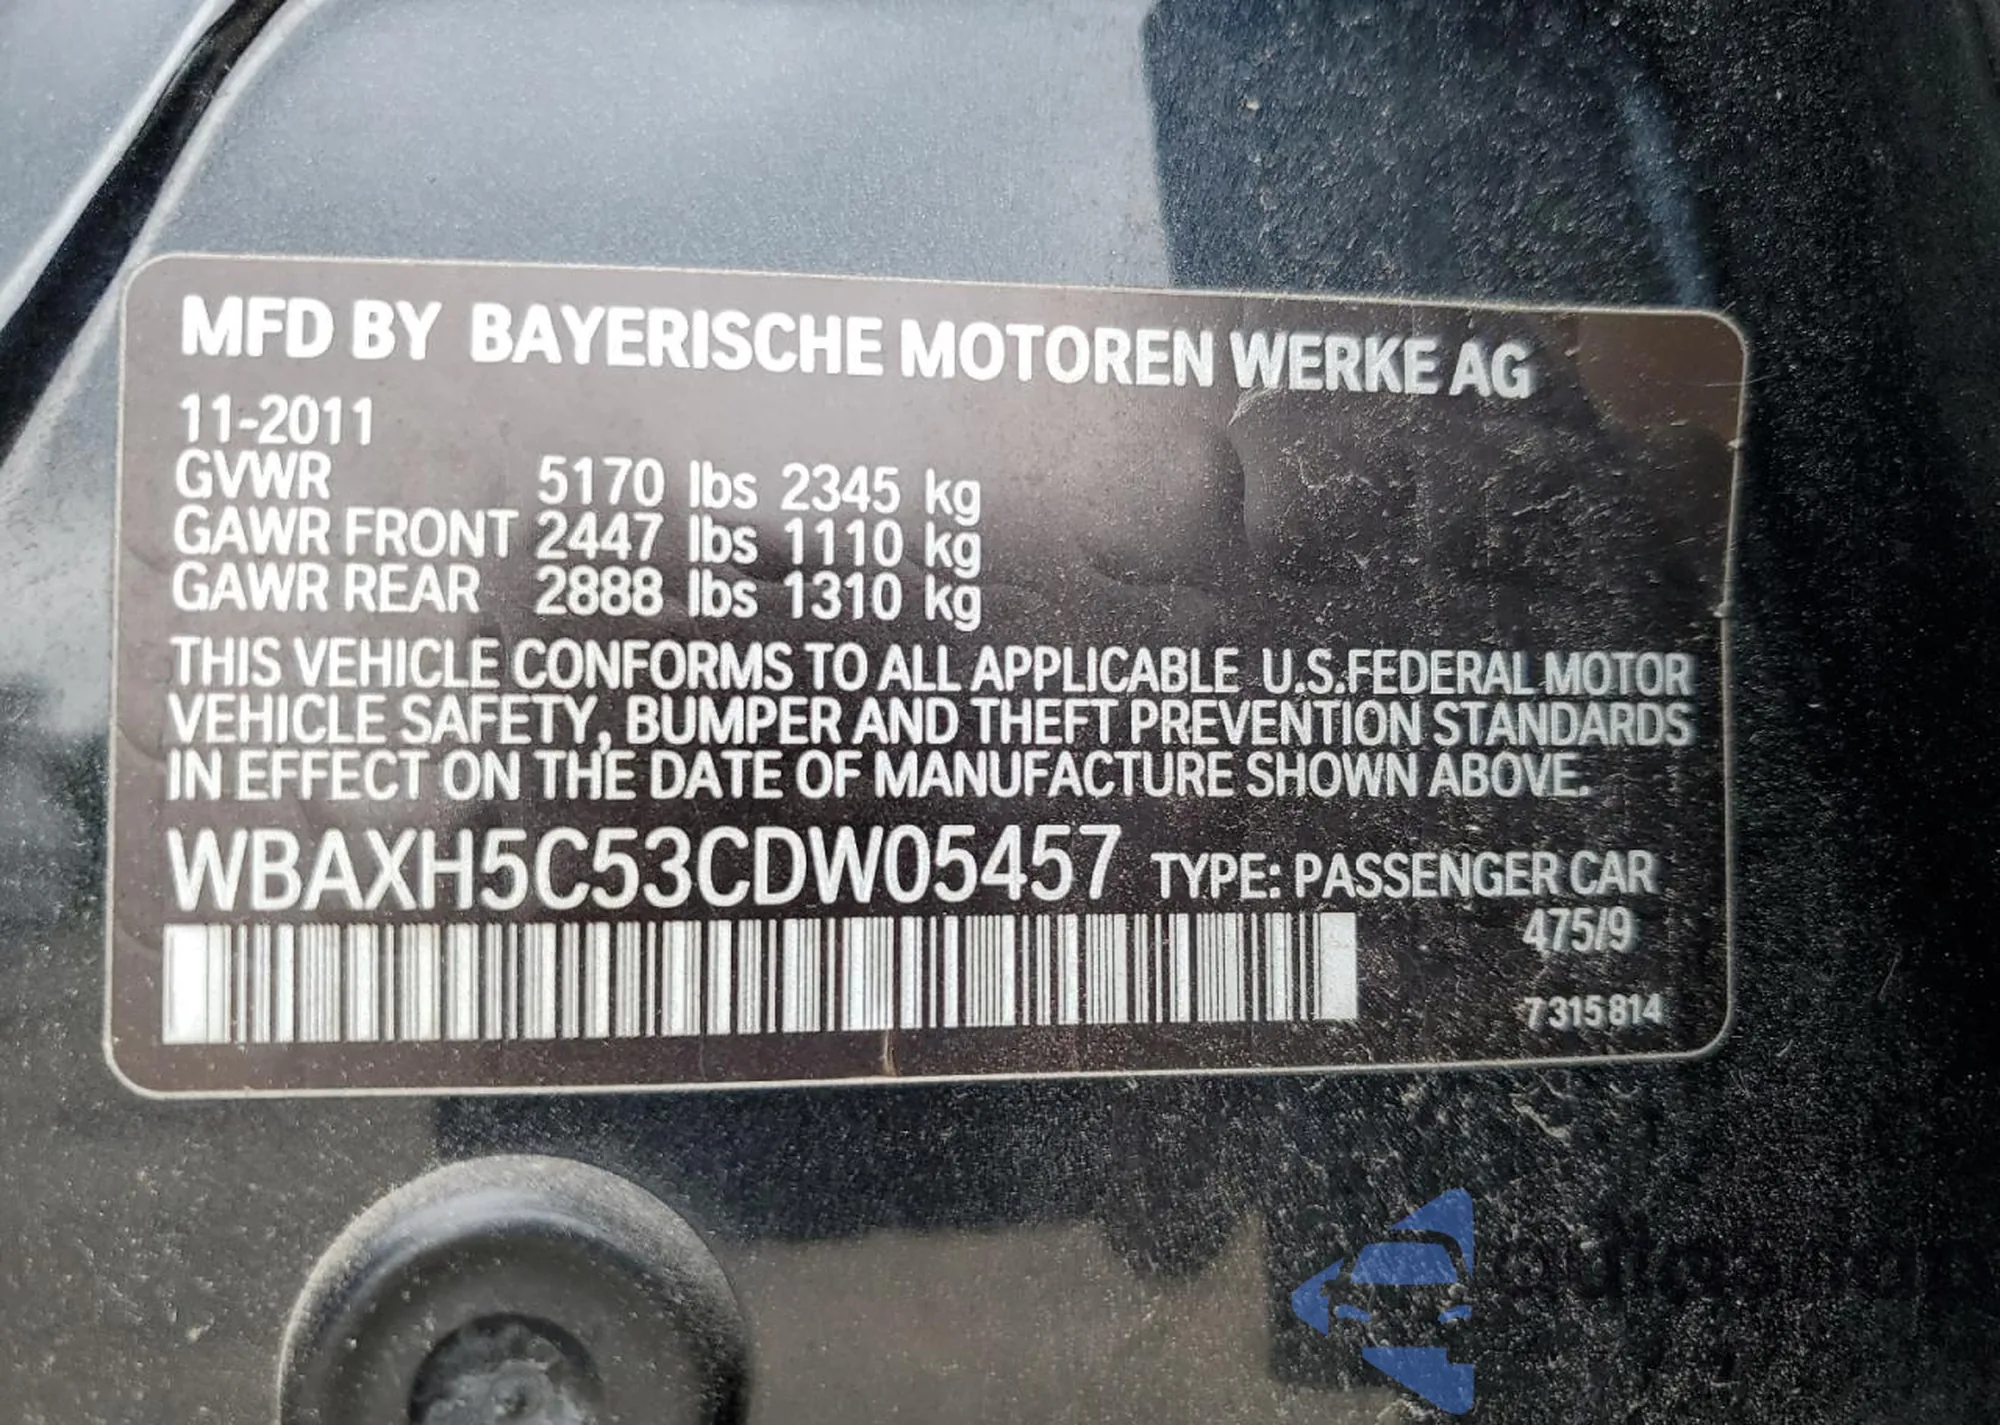 MFD BY BAYERISCHE MOTOREN WERKE AG
11-2011
GVWR 5170 lbs 2345 kg
GAWR FRONT 2447 lbs 1110 kg
GAWR REAR 2888 lbs 1310 kg
THIS VEHICLE CONFORMS TO ALL APPLICABLE U.S.FEDERAL MOTOR
VEHICLE SAFETY, BUMPER AND THEFT PREVENTION STANDARDS
IN EFFECT ON THE DATE OF MANUFACTURE SHOWN ABOVE.
WBAXH5C53CDW05457 TYPE: PASSENGER CAR
475/9
7 315 814